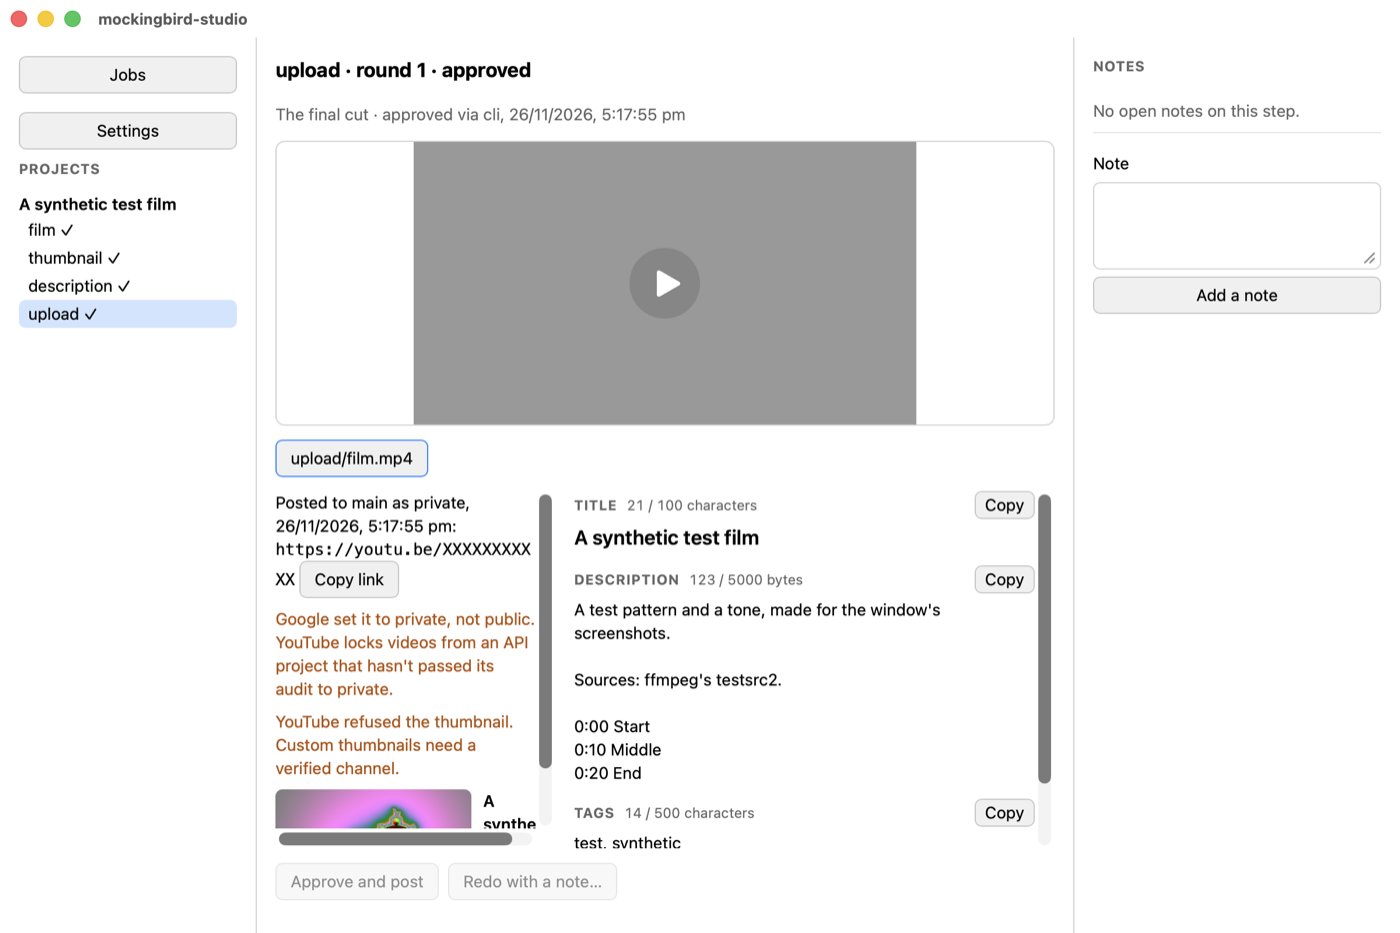 mockingbird-studio
Jobs
Settings
PROJECTS
A synthetic test film
film ✓
thumbnail ✓
description ✓
upload ✓
upload · round 1 · approved
The final cut · approved via cli, 26/11/2026, 5:17:55 pm
upload/film.mp4
Posted to main as private,
26/11/2026, 5:17:55 pm:
https://youtu.be/XXXXXXXXX
XX Copy link
Google set it to private, not public.
YouTube locks videos from an API
project that hasn't passed its
audit to private.
YouTube refused the thumbnail.
Custom thumbnails need a
verified channel.
A
synthe
TITLE 21 / 100 characters Copy
A synthetic test film
DESCRIPTION 123 / 5000 bytes Copy
A test pattern and a tone, made for the window's
screenshots.
Sources: ffmpeg's testsrc2.
0:00 Start
0:10 Middle
0:20 End
TAGS 14 / 500 characters Copy
test, synthetic
Approve and post
Redo with a note...
NOTES
No open notes on this step.
Note
Add a note